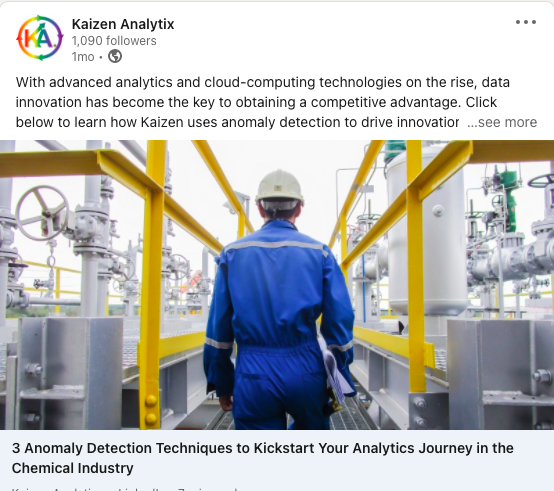 Kaizen Analytix
1,090 followers
1mo •
KA
With advanced analytics and cloud-computing technologies on the rise, data
innovation has become the key to obtaining a competitive advantage. Click
below to learn how Kaizen uses anomaly detection to drive innovation ...see more
3 Anomaly Detection Techniques to Kickstart Your Analytics Journey in the
Chemical Industry